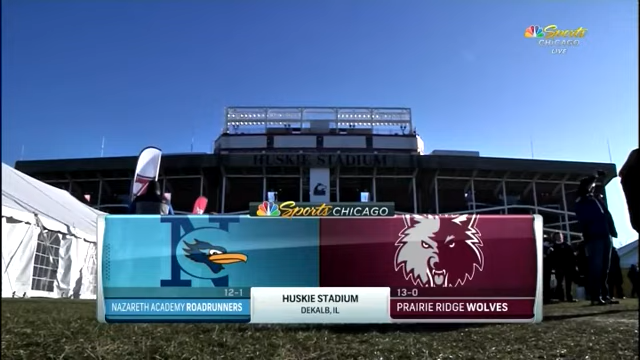 Sports
CHICAGO
LIVE
HUSKIE STADIUM
Sports CHICAGO
N
12-1
NAZARETH ACADEMY ROADRUNNERS
HUSKIE STADIUM
DEKALB, IL
13-0
PRAIRIE RIDGE WOLVES